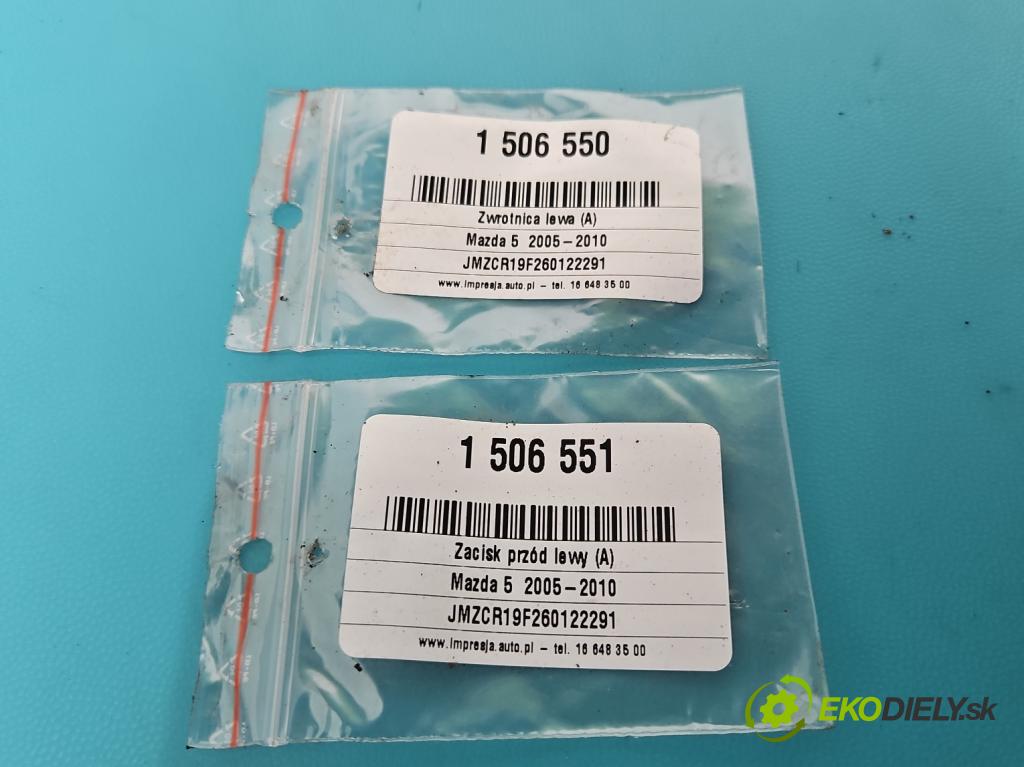 1 506 550
Zwrotnica lewa (A)
Mazda 5 2005-2010
JMZCR19F260122291
www.impresja.auto.pl - tel. 16 648 35 00
1 506 551
Zacisk przód lewy (A)
Mazda 5 2005-2010
JMZCR19F260122291
www.impresja.auto.pl - tel. 16 648 35 00
EKODIELY.sk